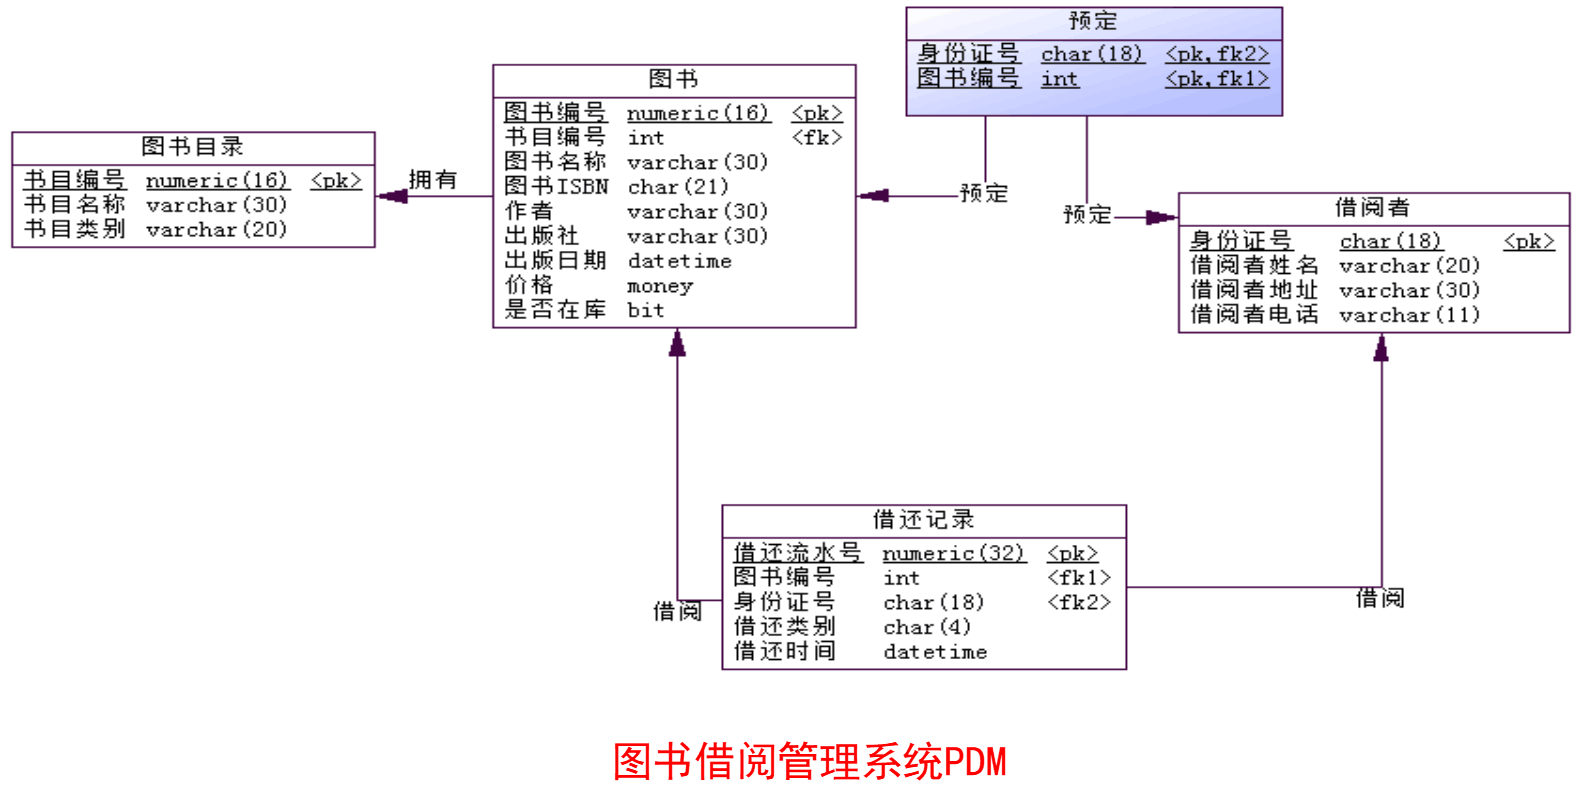 预定
身份证号 char(18) <pk,fk2>
图书编号 int <pk,fk1>
图书
图书编号 numeric(16) <pk>
书目编号 int <fk>
图书名称 varchar(30)
图书ISBN char(21)
作者 varchar(30)
出版社 varchar(30)
出版日期 datetime
价格 money
是否在库 bit
图书目录
书目编号 numeric(16) <pk>
书目名称 varchar(30)
书目类别 varchar(20)
拥有
预定
预定
借阅者
身份证号 char(18) <pk>
借阅者姓名 varchar(20)
借阅者地址 varchar(30)
借阅者电话 varchar(11)
借还记录
借还流水号 numeric(32) <pk>
图书编号 int <fk1>
身份证号 char(18) <fk2>
借还类别 char(4)
借还时间 datetime
借阅
借阅
图书借阅管理系统PDM